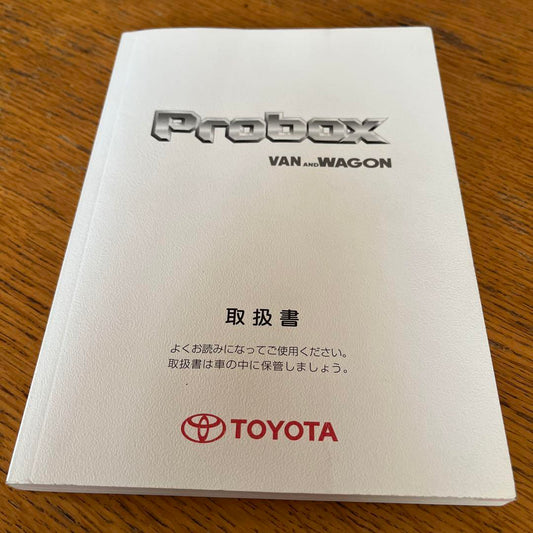 Probox
VAN AND WAGON
取扱書
よくお読みになってご使用ください。
取扱書は車の中に保管しましょう。
TOYOTA